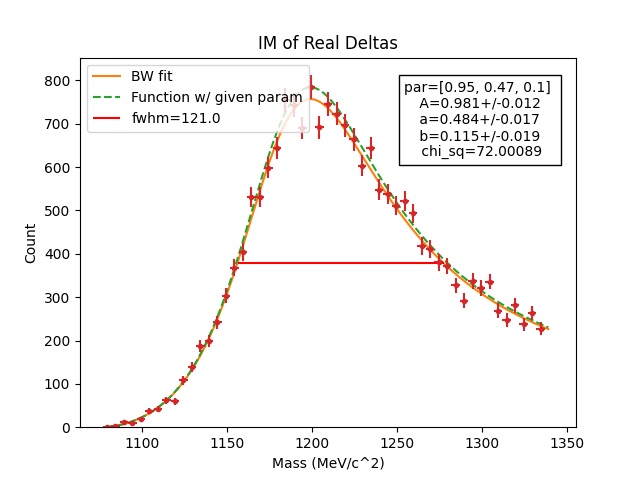 IM of Real Deltas
BW fit
Function w/ given param
fwhm=121.0
par=[0.95, 0.47, 0.1]
A=0.981+/-0.012
a=0.484+/-0.017
b=0.115+/-0.019
chi_sq=72.00089
Count
800
700
600
500
400
300
200
100
0
1100
1150
1200
1250
1300
1350
Mass (MeV/c^2)